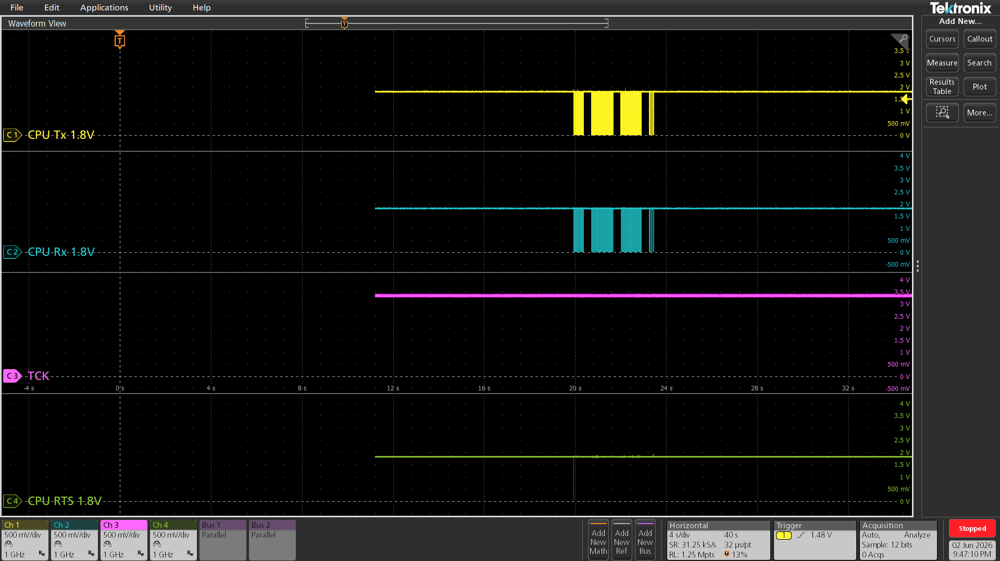 File Edit Applications Utility Help
Tektronix
Waveform View
Add New...
T
T
Cursors Callout
Measure Search
Results Table Plot
More...
3.5 V
3 V
2.5 V
2 V
1 V
500 mV
0 V
C 1 CPU Tx 1.8V
4 V
3.5 V
3 V
2.5 V
2 V
1.5 V
1 V
500 mV
0 V
-500 mV
C 2 CPU Rx 1.8V
4 V
3.5 V
3 V
2.5 V
2 V
1.5 V
1 V
500 mV
0 V
-500 mV
C 3 TCK
-4 s 0 s 4 s 8 s 12 s 16 s 20 s 24 s 28 s 32 s
4 V
3.5 V
3 V
2.5 V
2 V
1.5 V
1 V
500 mV
0 V
C 4 CPU RTS 1.8V
Ch 1
500 mV/div
1 GHz Bw
Ch 2
500 mV/div
1 GHz Bw
Ch 3
500 mV/div
1 GHz Bw
Ch 4
500 mV/div
1 GHz Bw
Bus 1
Parallel
Bus 2
Parallel
Add New Math
Add New Ref
Add New Bus
Horizontal
4 s/div 40 s
SR: 31.25 kS/s 32 µs/pt
RL: 1.25 Mpts 13%
Trigger
1 1.48 V
Acquisition
Auto, Analyze
Sample: 12 bits
0 Acqs
Stopped
02 Jun 2026
9:47:10 PM